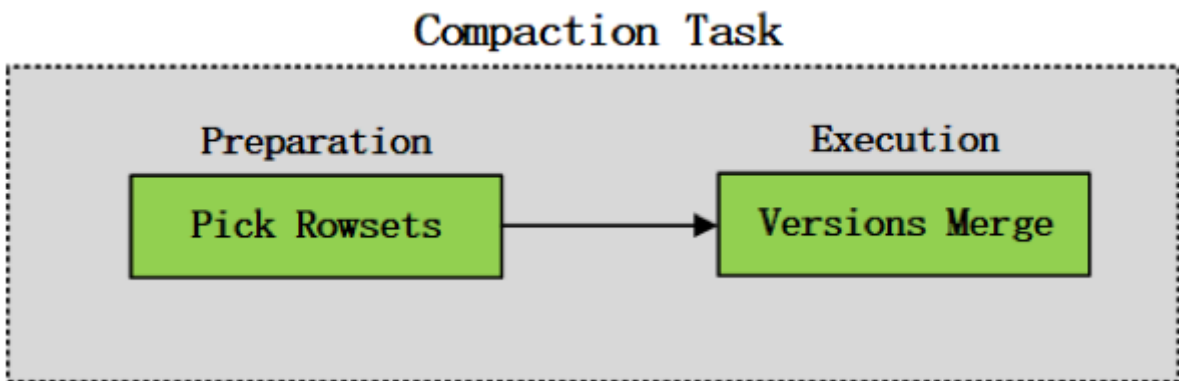 Compaction Task
Preparation
Execution
Pick Rowsets
Versions Merge